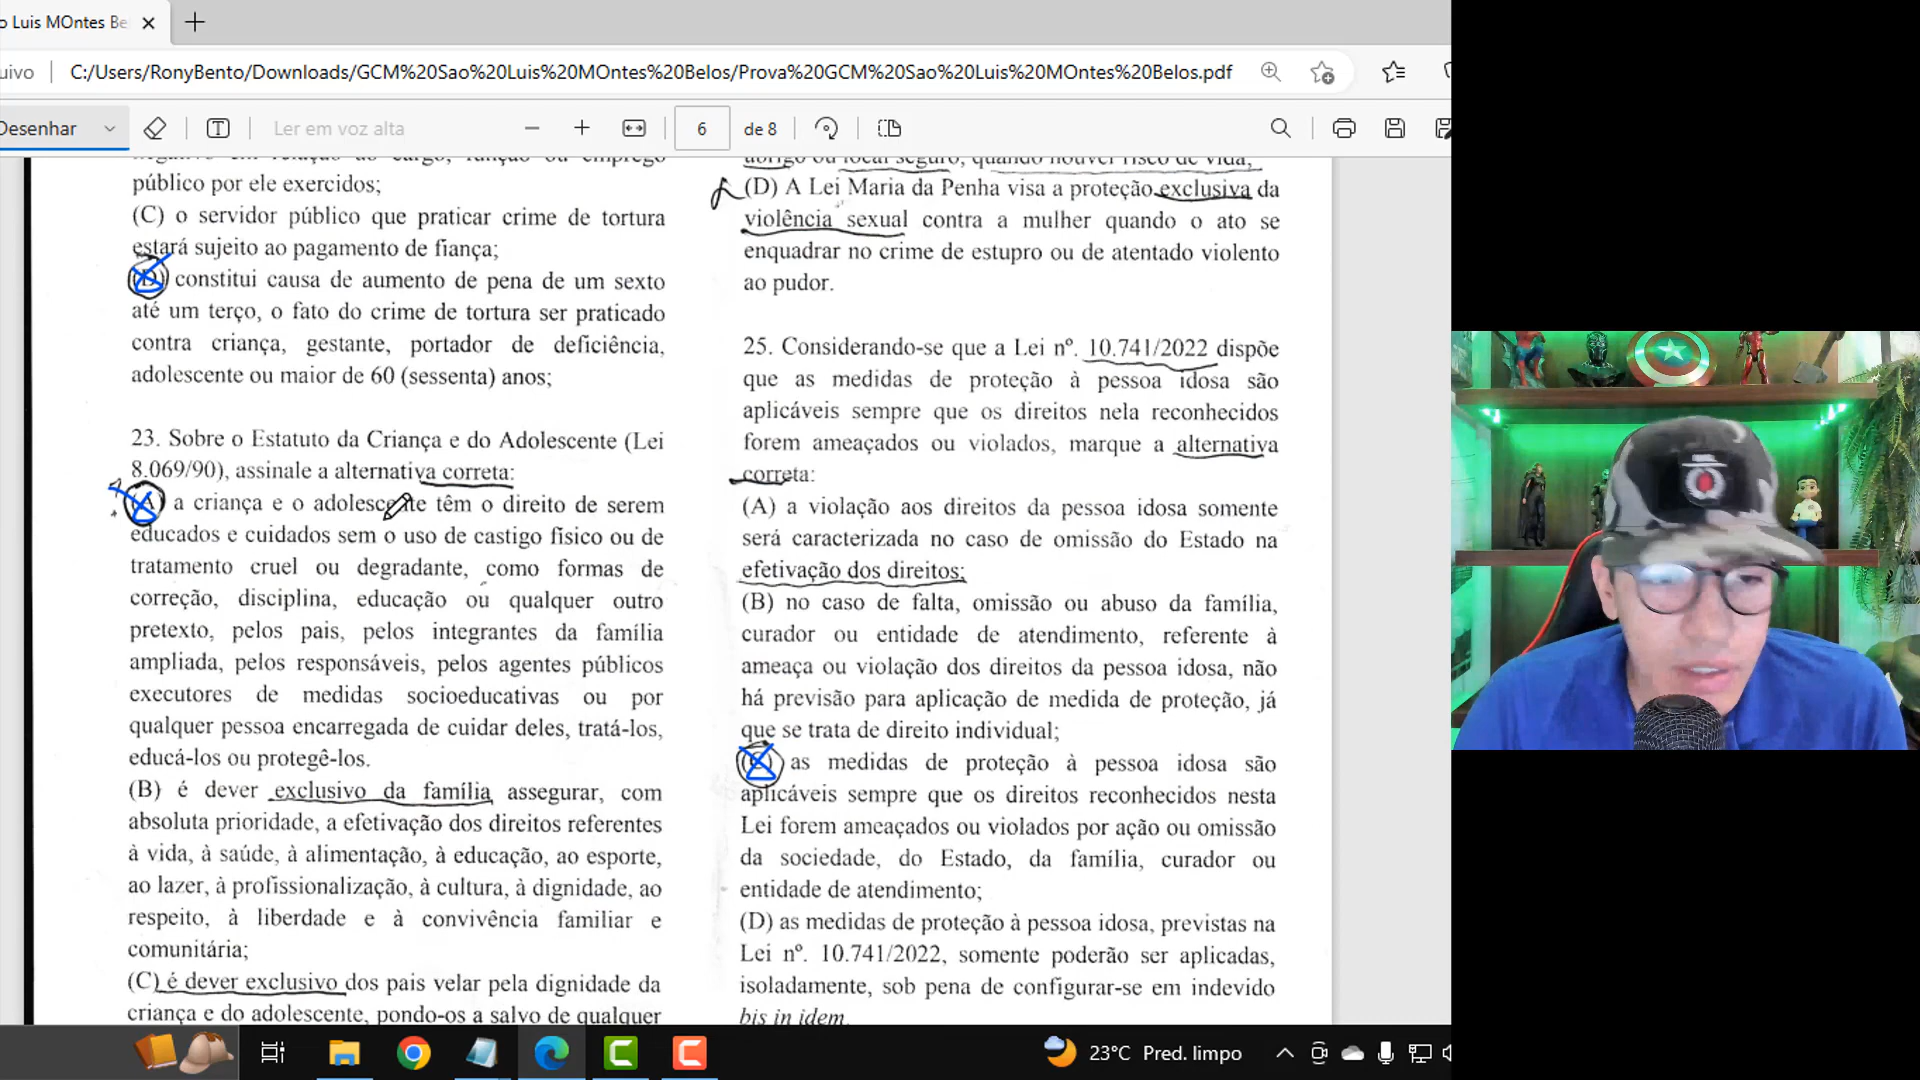 o Luis MOntes Be
uivo
C:/Users/RonyBento/Downloads/GCM%20Sao%20Luis%20MOntes%20Belos/Prova%20GCM%20Sao%20Luis%20MOntes%20Belos.pdf
Desenhar
T
Ler em voz alta
6
de 8
negativo em relação ao cargo, função ou emprego
público por ele exercidos;
(C) o servidor público que praticar crime de tortura
estará sujeito ao pagamento de fiança;
(D) constitui causa de aumento de pena de um sexto
até um terço, o fato do crime de tortura ser praticado
contra criança, gestante, portador de deficiência,
adolescente ou maior de 60 (sessenta) anos;
23. Sobre o Estatuto da Criança e do Adolescente (Lei
8.069/90), assinale a alternativa correta:
(A) a criança e o adolescente têm o direito de serem
educados e cuidados sem o uso de castigo físico ou de
tratamento cruel ou degradante, como formas de
correção, disciplina, educação ou qualquer outro
pretexto, pelos pais, pelos integrantes da família
ampliada, pelos responsáveis, pelos agentes públicos
executores de medidas socioeducativas ou por
qualquer pessoa encarregada de cuidar deles, tratá-los,
educá-los ou protegê-los.
(B) é dever exclusivo da família assegurar, com
absoluta prioridade, a efetivação dos direitos referentes
à vida, à saúde, à alimentação, à educação, ao esporte,
ao lazer, à profissionalização, à cultura, à dignidade, ao
respeito, à liberdade e à convivência familiar e
comunitária;
(C) é dever exclusivo dos pais velar pela dignidade da
criança e do adolescente, pondo-os a salvo de qualquer
abrigo ou local seguro, quando houver risco de vida;
(D) A Lei Maria da Penha visa a proteção exclusiva da
violência sexual contra a mulher quando o ato se
enquadrar no crime de estupro ou de atentado violento
ao pudor.
25. Considerando-se que a Lei nº. 10.741/2022 dispõe
que as medidas de proteção à pessoa idosa são
aplicáveis sempre que os direitos nela reconhecidos
forem ameaçados ou violados, marque a alternativa
correta:
(A) a violação aos direitos da pessoa idosa somente
será caracterizada no caso de omissão do Estado na
efetivação dos direitos;
(B) no caso de falta, omissão ou abuso da família,
curador ou entidade de atendimento, referente à
ameaça ou violação dos direitos da pessoa idosa, não
há previsão para aplicação de medida de proteção, já
que se trata de direito individual;
(C) as medidas de proteção à pessoa idosa são
aplicáveis sempre que os direitos reconhecidos nesta
Lei forem ameaçados ou violados por ação ou omissão
da sociedade, do Estado, da família, curador ou
entidade de atendimento;
(D) as medidas de proteção à pessoa idosa, previstas na
Lei nº. 10.741/2022, somente poderão ser aplicadas,
isoladamente, sob pena de configurar-se em indevido
bis in idem.
23°C Pred. limpo